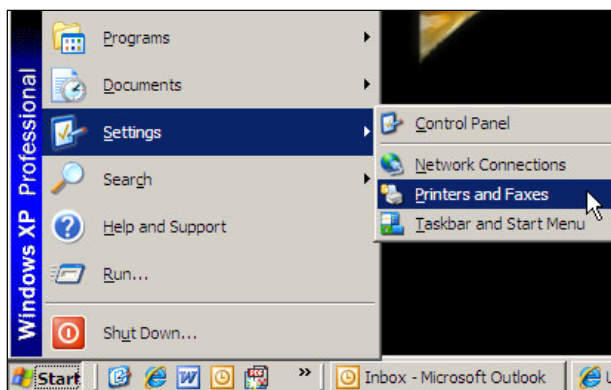 Windows XP Professional
Programs
Documents
Settings
Search
Help and Support
Run...
Shut Down...
Control Panel
Network Connections
Printers and Faxes
Taskbar and Start Menu
Start
»
Inbox - Microsoft Outlook